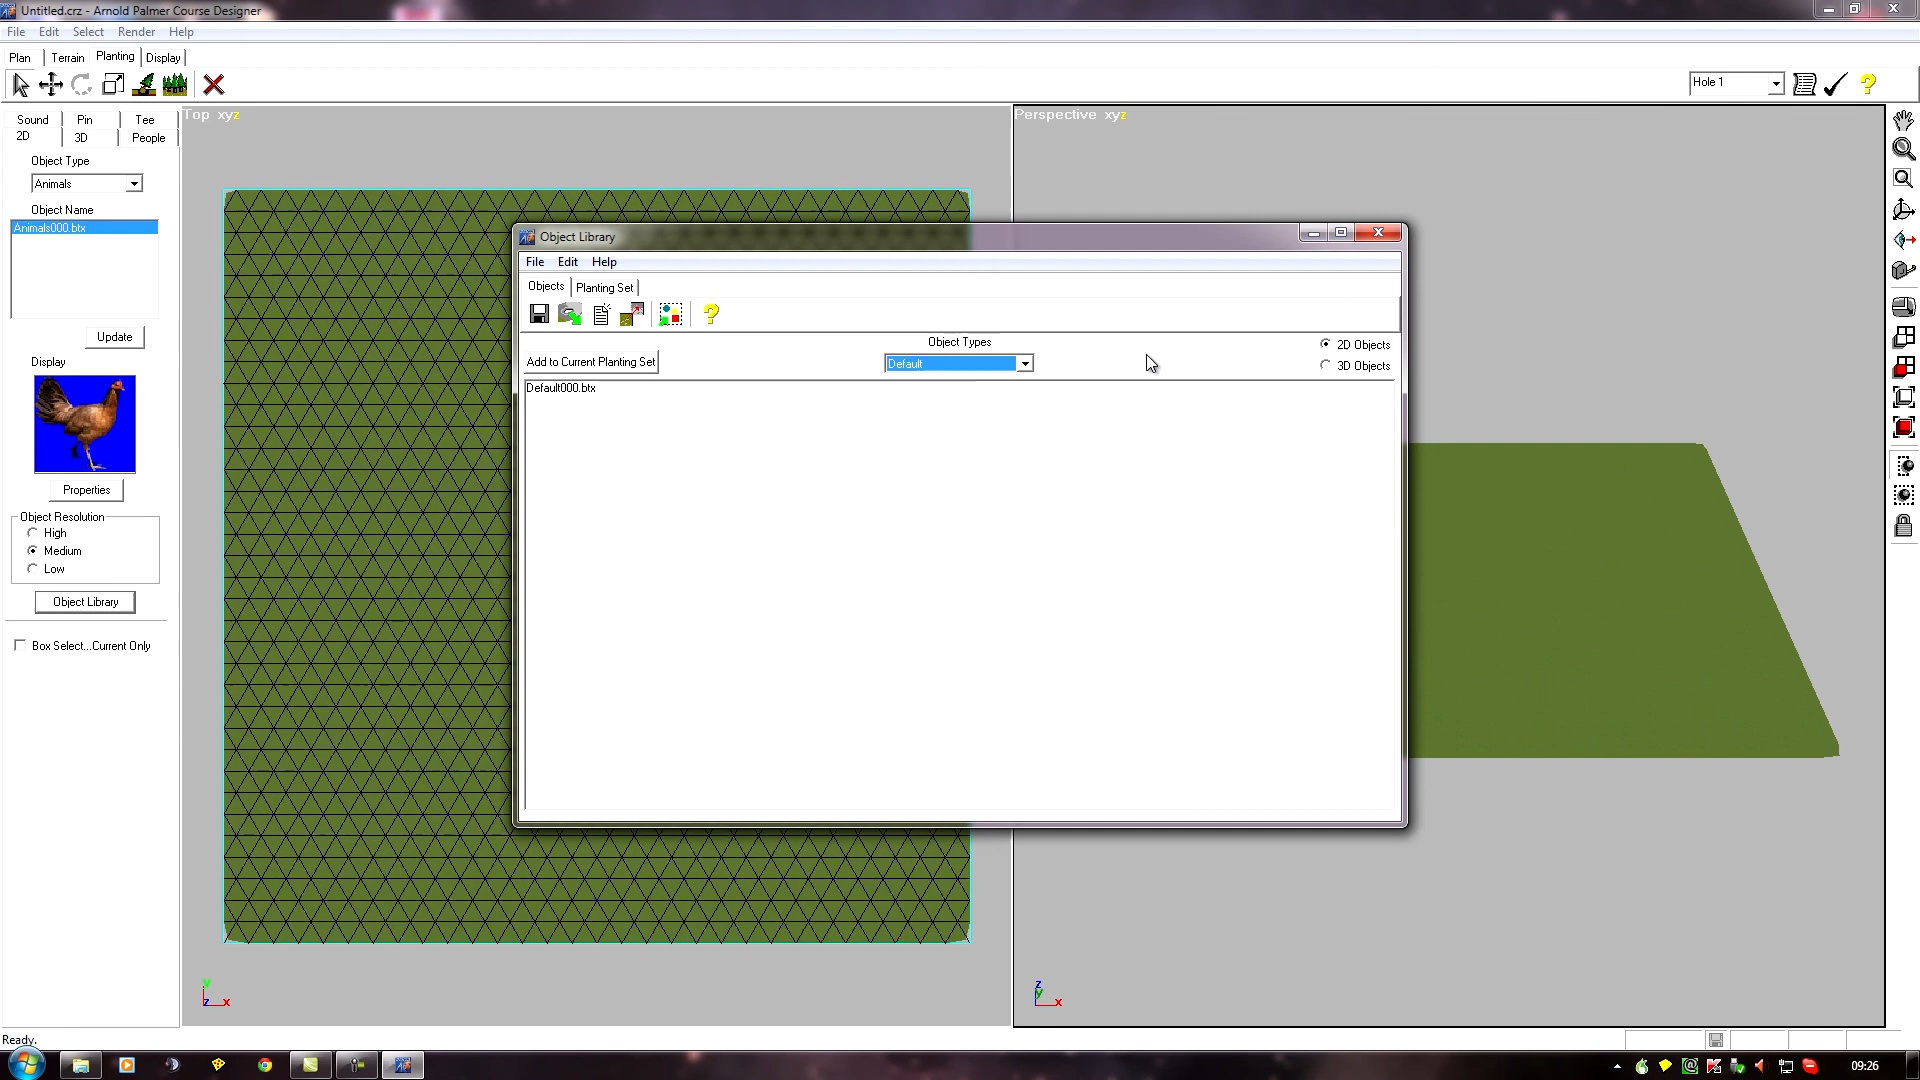 Untitled.crz - Arnold Palmer Course Designer
File Edit Select Render Help
Plan Terrain Planting Display
Hole 1
Sound Pin Tee
2D 3D People
Object Type
Animals
Object Name
Animals000.btx
Update
Display
Properties
Object Resolution
High
Medium
Low
Object Library
Box Select...Current Only
Top xyz
Perspective xyz
Object Library
File Edit Help
Objects Planting Set
Object Types
Add to Current Planting Set
Default
2D Objects
3D Objects
Default000.btx
y
z x
z
y
x
Ready.
09:26